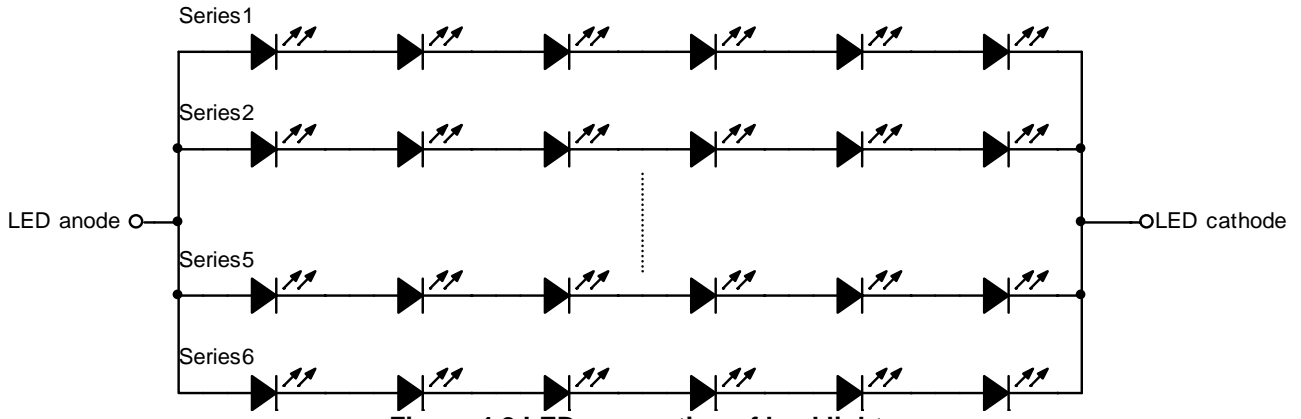 Series1
Series2
LED anode
LED cathode
Series5
Series6